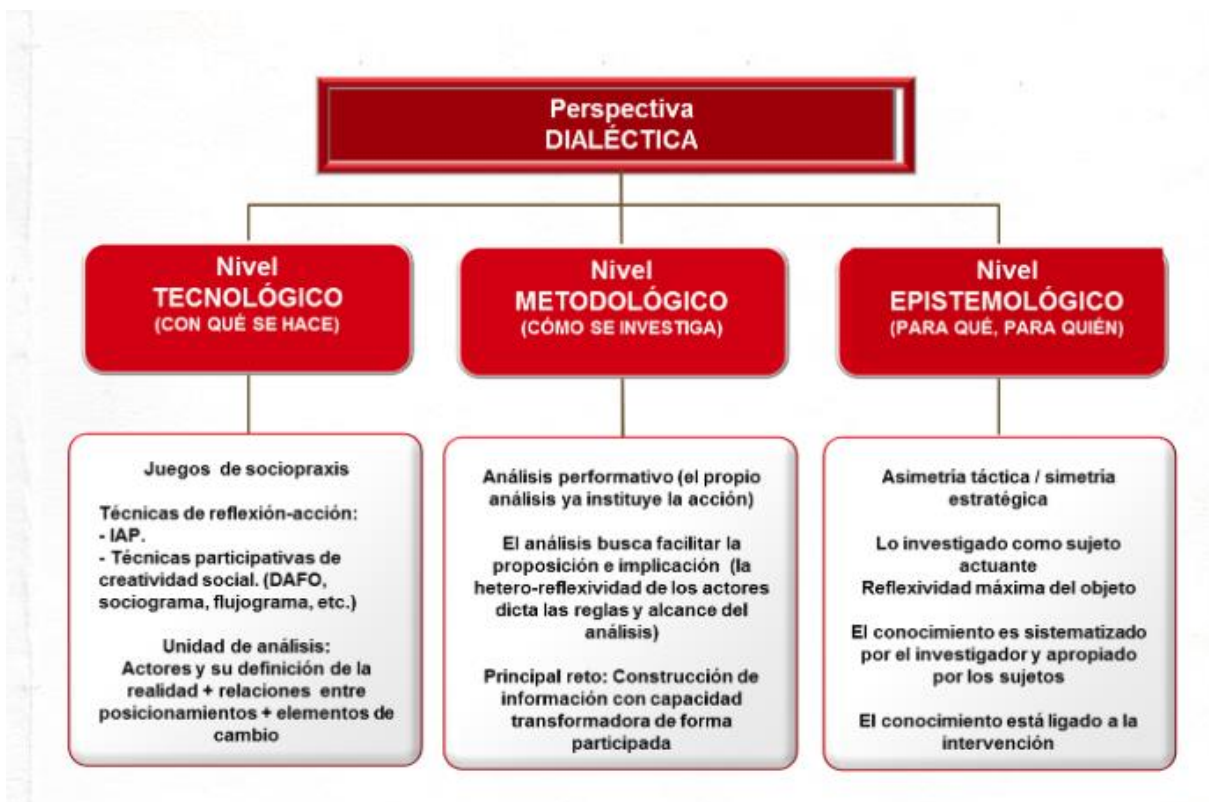 Perspectiva
DIALÉCTICA
Nivel
TECNOLÓGICO
(CON QUÉ SE HACE)
Nivel
METODOLÓGICO
(CÓMO SE INVESTIGA)
Nivel
EPISTEMOLÓGICO
(PARA QUÉ, PARA QUIÉN)
Juegos de sociopraxis
Técnicas de reflexión-acción:
- IAP.
- Técnicas participativas de
creatividad social. (DAFO,
sociograma, flujograma, etc.)
Unidad de análisis:
Actores y su definición de la
realidad + relaciones entre
posicionamientos + elementos de
cambio
Análisis performativo (el propio
análisis ya instituye la acción)
El análisis busca facilitar la
proposición e implicación (la
hetero-reflexividad de los actores
dicta las reglas y alcance del
análisis)
Principal reto: Construcción de
información con capacidad
transformadora de forma
participada
Asimetría táctica / simetría
estratégica
Lo investigado como sujeto
actuante
Reflexividad máxima del objeto
El conocimiento es sistematizado
por el investigador y apropiado
por los sujetos
El conocimiento está ligado a la
intervención